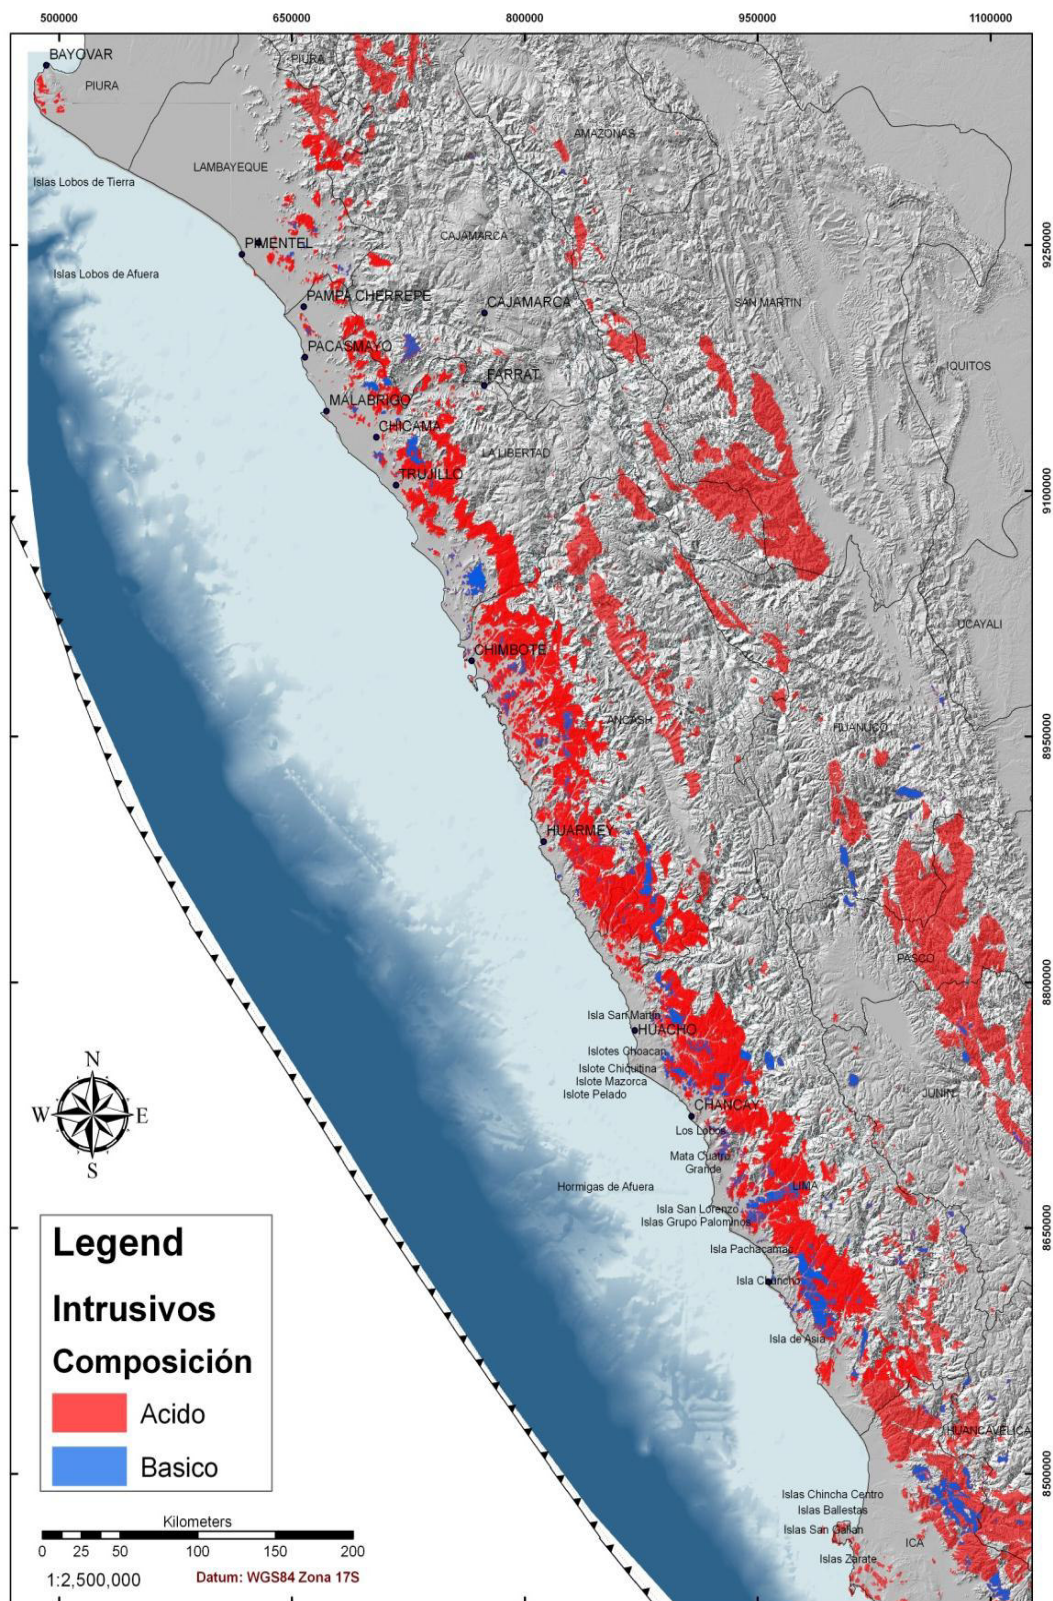 500000
650000
800000
950000
1100000
BAYOVAR
PIURA
PIURA
AMAZONAS
LAMBAYEQUE
Islas Lobos de Tierra
CAJAMARCA
PIMENTEL
9250000
Islas Lobos de Afuera
PAMPA CHERREPE
CAJAMARCA
SAN MARTIN
PACASMAYO
IQUITOS
FARRAT
MALABRIGO
CHICAMA
LA LIBERTAD
TRUJILLO
9100000
UCAYALI
CHIMBOTE
ANCASH
HUANUCO
8950000
HUARMEY
PASCO
8800000
Isla San Martin
HUACHO
Islotes Choacan
Islote Chiquitina
Islote Mazorca
Islote Pelado
JUNIN
CHANCAY
Los Lobos
Mata Cuatro
Grande
Hormigas de Afuera
LIMA
Isla San Lorenzo
Islas Grupo Palominos
8650000
Isla Pachacamac
Isla Chuncho
Isla de Asia
HUANCAVELICA
8500000
Islas Chincha Centro
Islas Ballestas
Islas San Gallan
ICA
Islas Zarate
N
W
E
S
Legend
Intrusivos
Composición
Acido
Basico
Kilometers
0 25 50 100 150 200
1:2,500,000
Datum: WGS84 Zona 17S